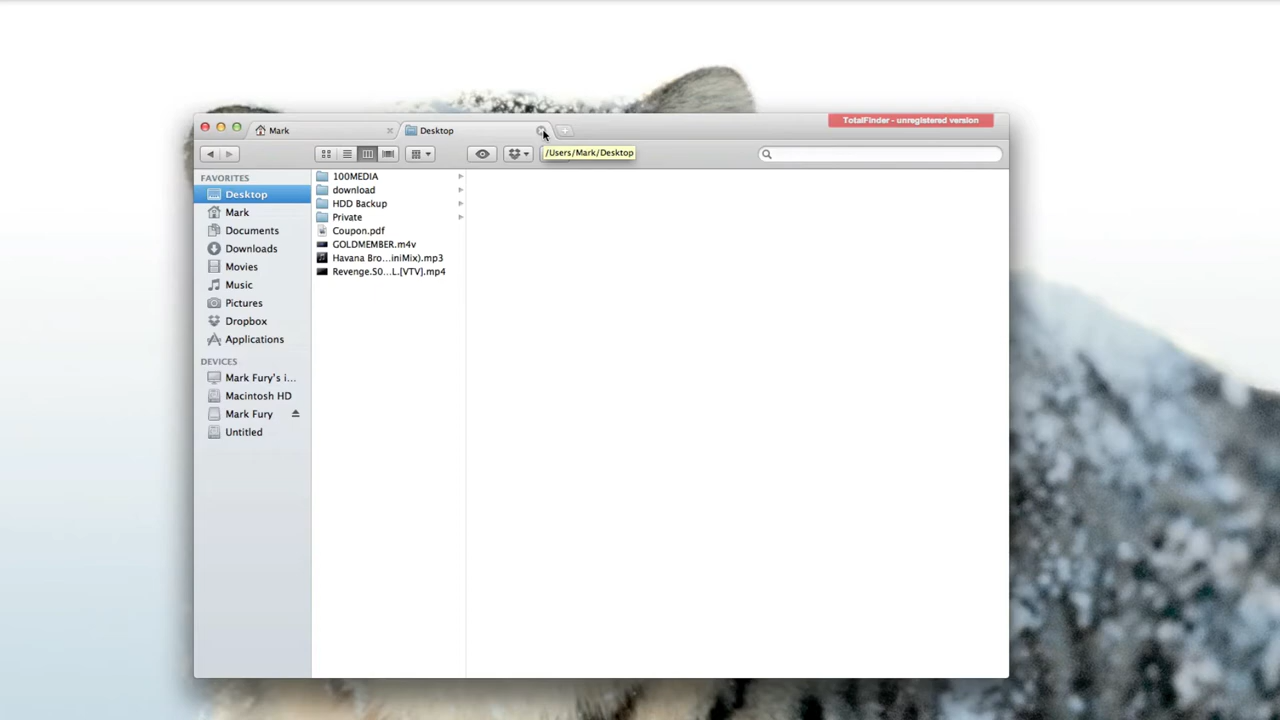 TotalFinder - unregistered version
Mark
Desktop
/Users/Mark/Desktop
FAVORITES
Desktop
Mark
Documents
Downloads
Movies
Music
Pictures
Dropbox
Applications
DEVICES
Mark Fury's i...
Macintosh HD
Mark Fury
Untitled
100MEDIA
download
HDD Backup
Private
Coupon.pdf
GOLDMEMBER.m4v
Havana Bro...iniMix).mp3
Revenge.S0...L.[VTV].mp4